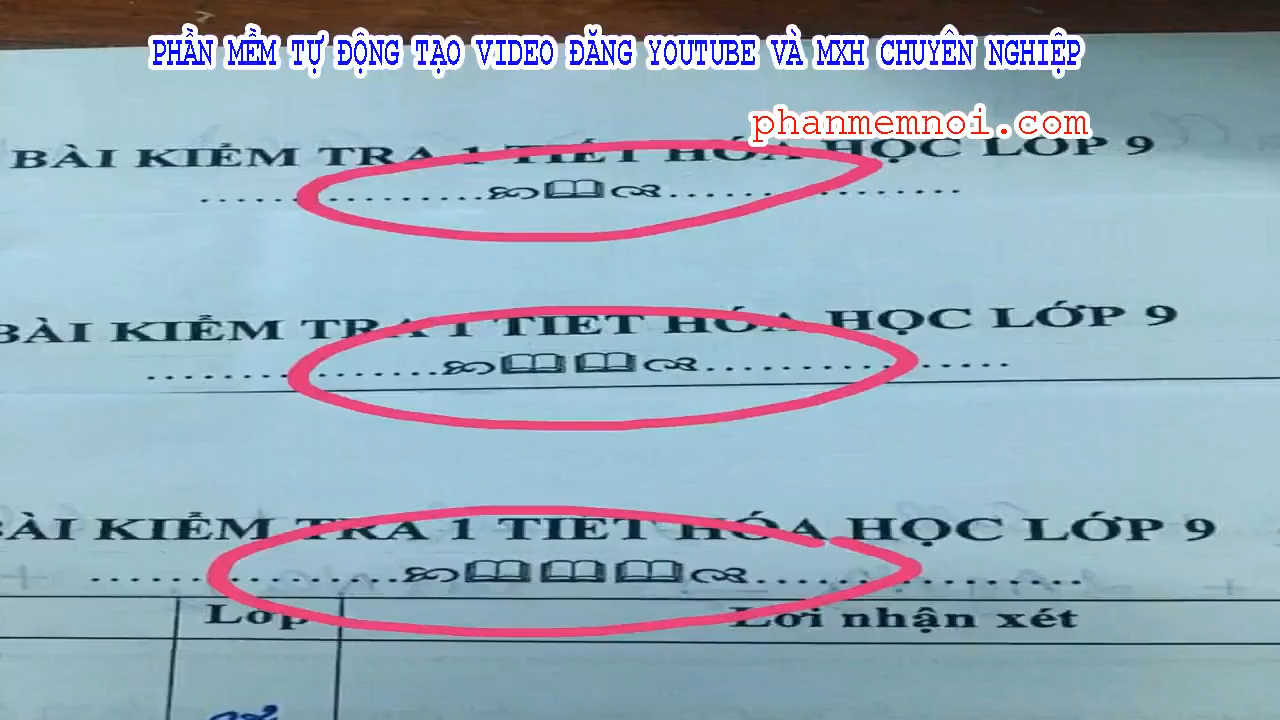 PHẦN MỀM TỰ ĐỘNG TẠO VIDEO ĐĂNG YOUTUBE VÀ MXH CHUYÊN NGHIỆP
phanmemnoi.com
BÀI KIỂM TRA 1 TIẾT HÓA HỌC LỚP 9
BÀI KIỂM TRA 1 TIẾT HÓA HỌC LỚP 9
BÀI KIỂM TRA 1 TIẾT HÓA HỌC LỚP 9
Lớp Lời nhận xét